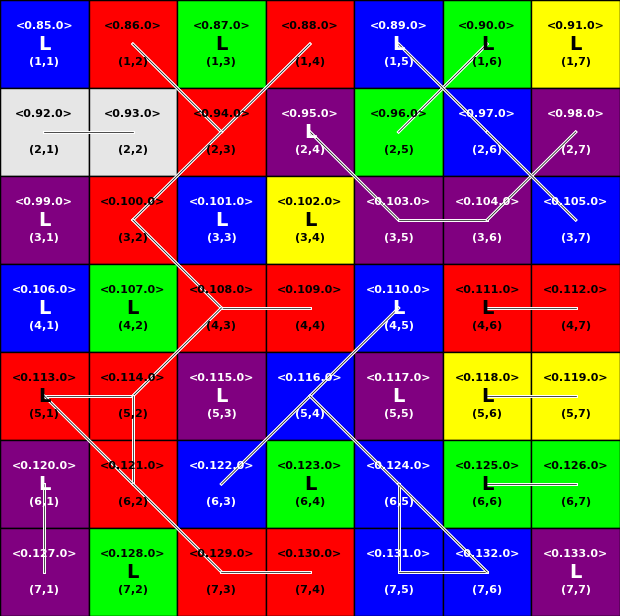 <0.85.0> <0.86.0> <0.87.0> <0.88.0> <0.89.0> <0.90.0> <0.91.0>
L L L L L
(1,1) (1,2) (1,3) (1,4) (1,5) (1,6) (1,7)
<0.92.0> <0.93.0> <0.94.0> <0.95.0> <0.96.0> <0.97.0> <0.98.0>
L
(2,1) (2,2) (2,3) (2,4) (2,5) (2,6) (2,7)
<0.99.0> <0.100.0> <0.101.0> <0.102.0> <0.103.0> <0.104.0> <0.105.0>
L L L
(3,1) (3,2) (3,3) (3,4) (3,5) (3,6) (3,7)
<0.106.0> <0.107.0> <0.108.0> <0.109.0> <0.110.0> <0.111.0> <0.112.0>
L L L L
(4,1) (4,2) (4,3) (4,4) (4,5) (4,6) (4,7)
<0.113.0> <0.114.0> <0.115.0> <0.116.0> <0.117.0> <0.118.0> <0.119.0>
L L L L
(5,1) (5,2) (5,3) (5,4) (5,5) (5,6) (5,7)
<0.120.0> <0.121.0> <0.122.0> <0.123.0> <0.124.0> <0.125.0> <0.126.0>
L L L
(6,1) (6,2) (6,3) (6,4) (6,5) (6,6) (6,7)
<0.127.0> <0.128.0> <0.129.0> <0.130.0> <0.131.0> <0.132.0> <0.133.0>
L L
(7,1) (7,2) (7,3) (7,4) (7,5) (7,6) (7,7)